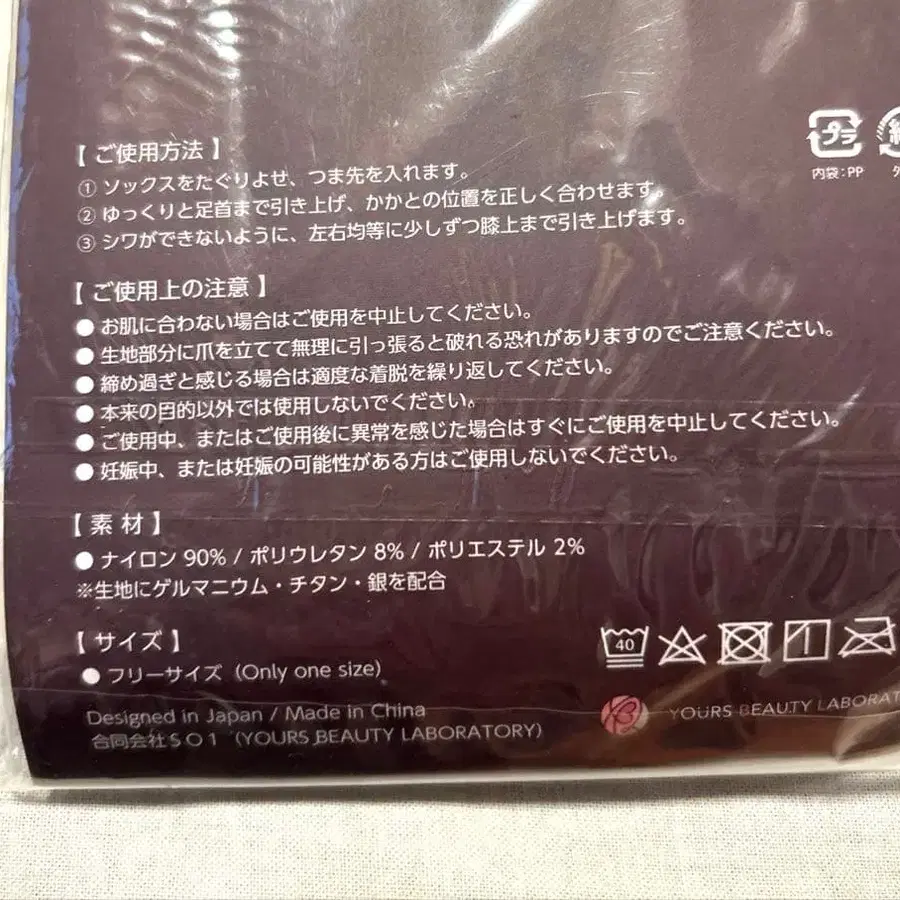 【 ご使用方法 】
① ソックスをたぐりよせ、つま先を入れます。
② ゆっくりと足首まで引き上げ、かかとの位置を正しく合わせます。
③ シワができないように、左右均等に少しずつ膝上まで引き上げます。
プラ
内袋:PP
【 ご使用上の注意 】
● お肌に合わない場合はご使用を中止してください。
● 生地部分に爪を立てて無理に引っ張ると破れる恐れがありますのでご注意ください。
● 締め過ぎと感じる場合は適度な着脱を繰り返してください。
● 本来の目的以外では使用しないでください。
● ご使用中、またはご使用後に異常を感じた場合はすぐにご使用を中止してください。
● 妊娠中、または妊娠の可能性がある方はご使用しないでください。
【 素 材 】
● ナイロン 90% / ポリウレタン 8% / ポリエステル 2%
※生地にゲルマニウム・チタン・銀を配合
【 サイズ 】
● フリーサイズ（Only one size）
40
Designed in Japan / Made in China
合同会社ＳＯ１（YOURS BEAUTY LABORATORY）
YOURS BEAUTY LABORAT